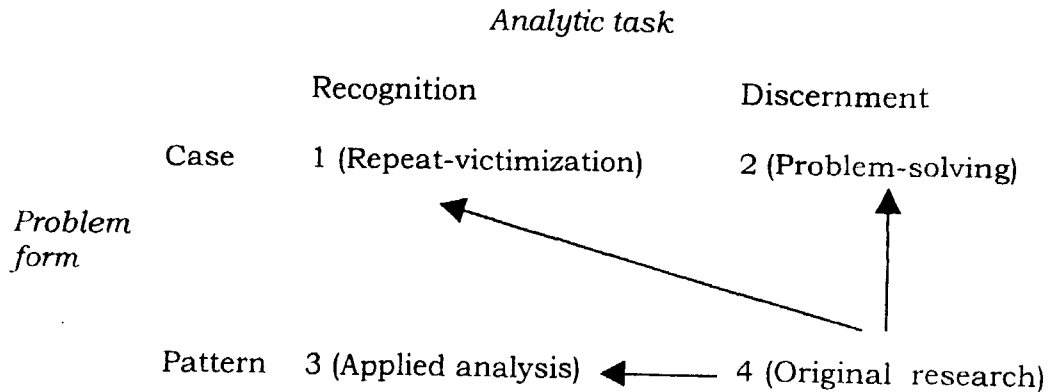 Analytic task
Recognition Discernment
Case 1 (Repeat-victimization) 2 (Problem-solving)
Problem
form
Pattern 3 (Applied analysis) 4 (Original research)